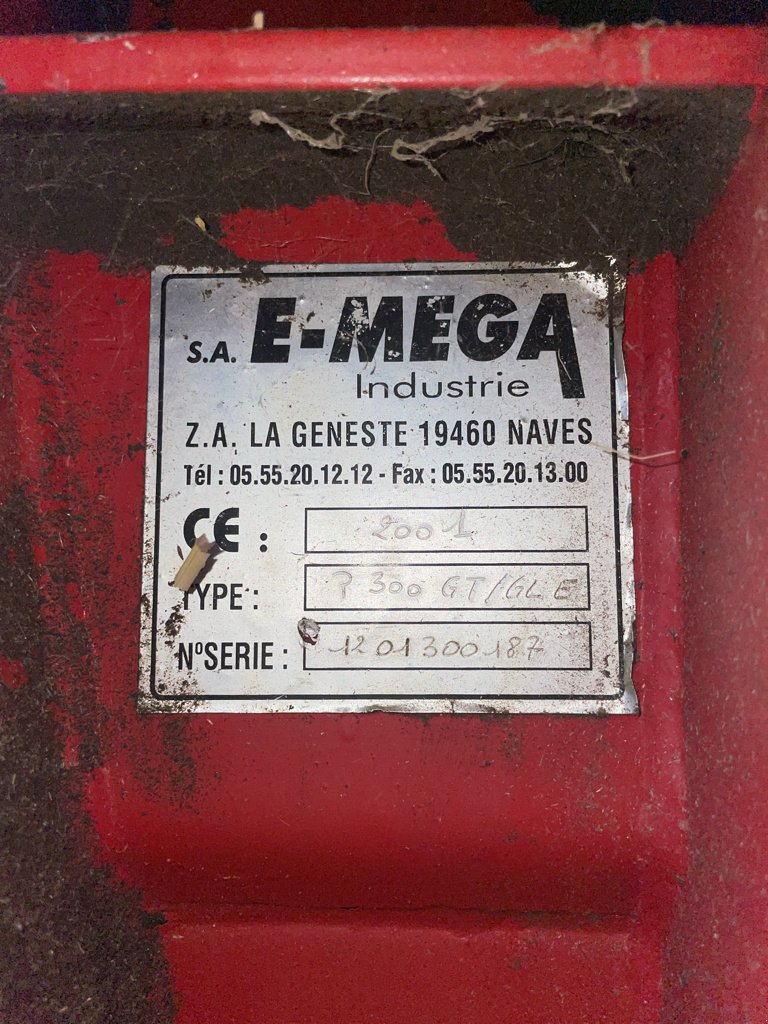 S.A. E-MEGA
Industrie
Z.A. LA GENESTE 19460 NAVES
Tél : 05.55.20.12.12 - Fax : 05.55.20.13.00
CE : 2001
TYPE : P 300 GT/GLE
N°SERIE : 1201300187